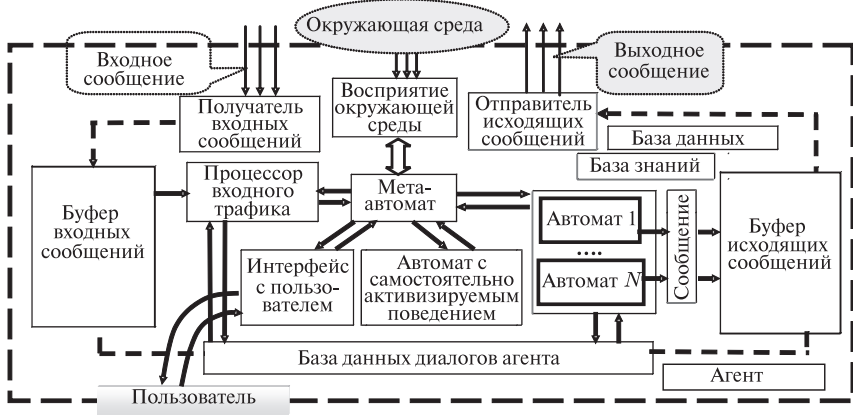 Окружающая среда
Входное
сообщение
Выходное
сообщение
Получатель
входных
сообщений
Восприятие
окружающей
среды
Отправитель
исходящих
сообщений
База данных
База знаний
Буфер
входных
сообщений
Процессор
входного
трафика
Мета-
автомат
Автомат 1
....
Автомат N
Сообщение
Буфер
исходящих
сообщений
Интерфейс
с пользо-
вателем
Автомат с
самостоятельно
активизируемым
поведением
База данных диалогов агента
Агент
Пользователь